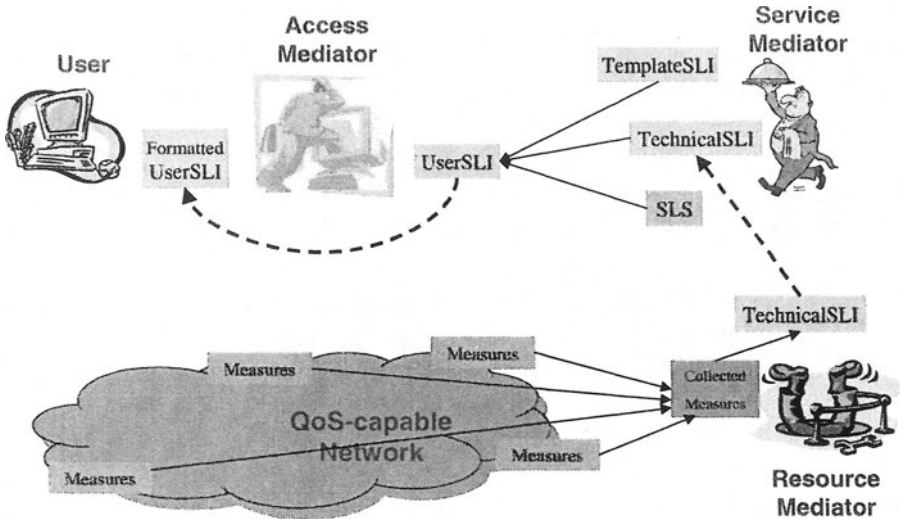 Service
Mediator
Access
Mediator
User
TemplateSLI
Formatted
UserSLI
UserSLI
TechnicalSLI
SLS
TechnicalSLI
Measures
Measures
Collected
Measures
QoS-capable
Network
Measures
Measures
Resource
Mediator